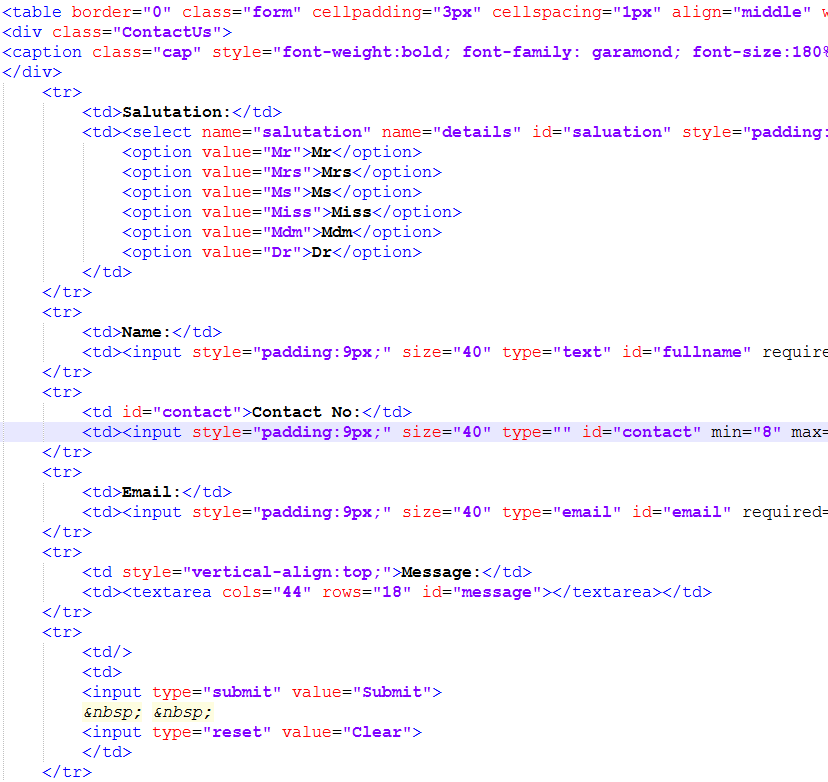 <table border="0" class="form" cellpadding="3px" cellspacing="1px" align="middle" w
<div class="ContactUs">
<caption class="cap" style="font-weight:bold; font-family: garamond; font-size:180%
</div>
<tr>
<td>Salutation:</td>
<td><select name="salutation" name="details" id="saluation" style="padding:
<option value="Mr">Mr</option>
<option value="Mrs">Mrs</option>
<option value="Ms">Ms</option>
<option value="Miss">Miss</option>
<option value="Mdm">Mdm</option>
<option value="Dr">Dr</option>
</td>
</tr>
<tr>
<td>Name:</td>
<td><input style="padding:9px;" size="40" type="text" id="fullname" require
</tr>
<tr>
<td id="contact">Contact No:</td>
<td><input style="padding:9px;" size="40" type="" id="contact" min="8" max=
</tr>
<tr>
<td>Email:</td>
<td><input style="padding:9px;" size="40" type="email" id="email" required=
</tr>
<tr>
<td style="vertical-align:top;">Message:</td>
<td><textarea cols="44" rows="18" id="message"></textarea></td>
</tr>
<tr>
<td/>
<td>
<input type="submit" value="Submit">
&nbsp; &nbsp;
<input type="reset" value="Clear">
</td>
</tr>